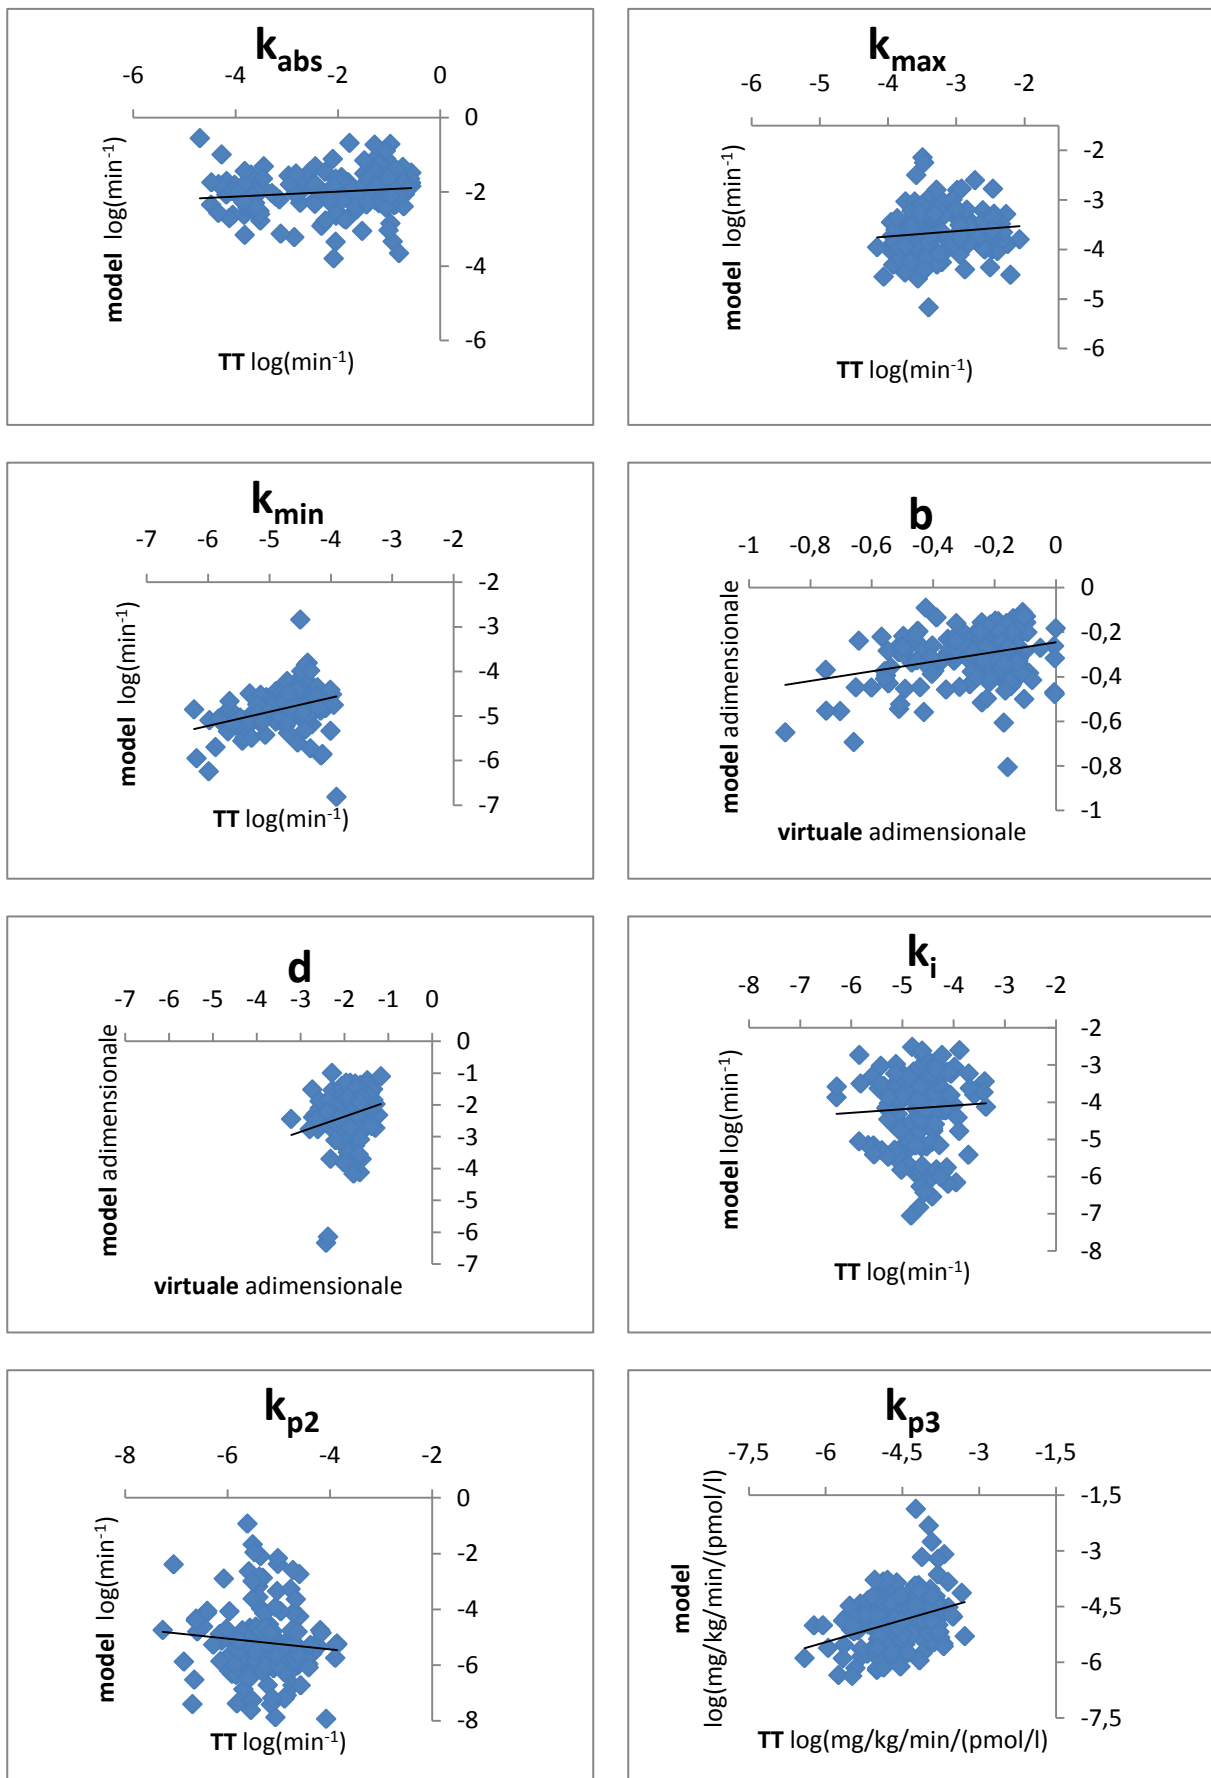 k_abs
-6 -4 -2 0
0
-2
-4
-6
model log(min⁻¹)
TT log(min⁻¹)
k_max
-6 -5 -4 -3 -2
-2
-3
-4
-5
-6
model log(min⁻¹)
TT log(min⁻¹)
k_min
-7 -6 -5 -4 -3 -2
-2
-3
-4
-5
-6
-7
model log(min⁻¹)
TT log(min⁻¹)
b
-1 -0,8 -0,6 -0,4 -0,2 0
0
-0,2
-0,4
-0,6
-0,8
-1
model adimensionale
virtuale adimensionale
d
-7 -6 -5 -4 -3 -2 -1 0
0
-1
-2
-3
-4
-5
-6
-7
model adimensionale
virtuale adimensionale
k_i
-8 -7 -6 -5 -4 -3 -2
-2
-3
-4
-5
-6
-7
-8
model log(min⁻¹)
TT log(min⁻¹)
k_p2
-8 -6 -4 -2
0
-2
-4
-6
-8
model log(min⁻¹)
TT log(min⁻¹)
k_p3
-7,5 -6 -4,5 -3 -1,5
-1,5
-3
-4,5
-6
-7,5
model
log(mg/kg/min/(pmol/l)
TT log(mg/kg/min/(pmol/l)